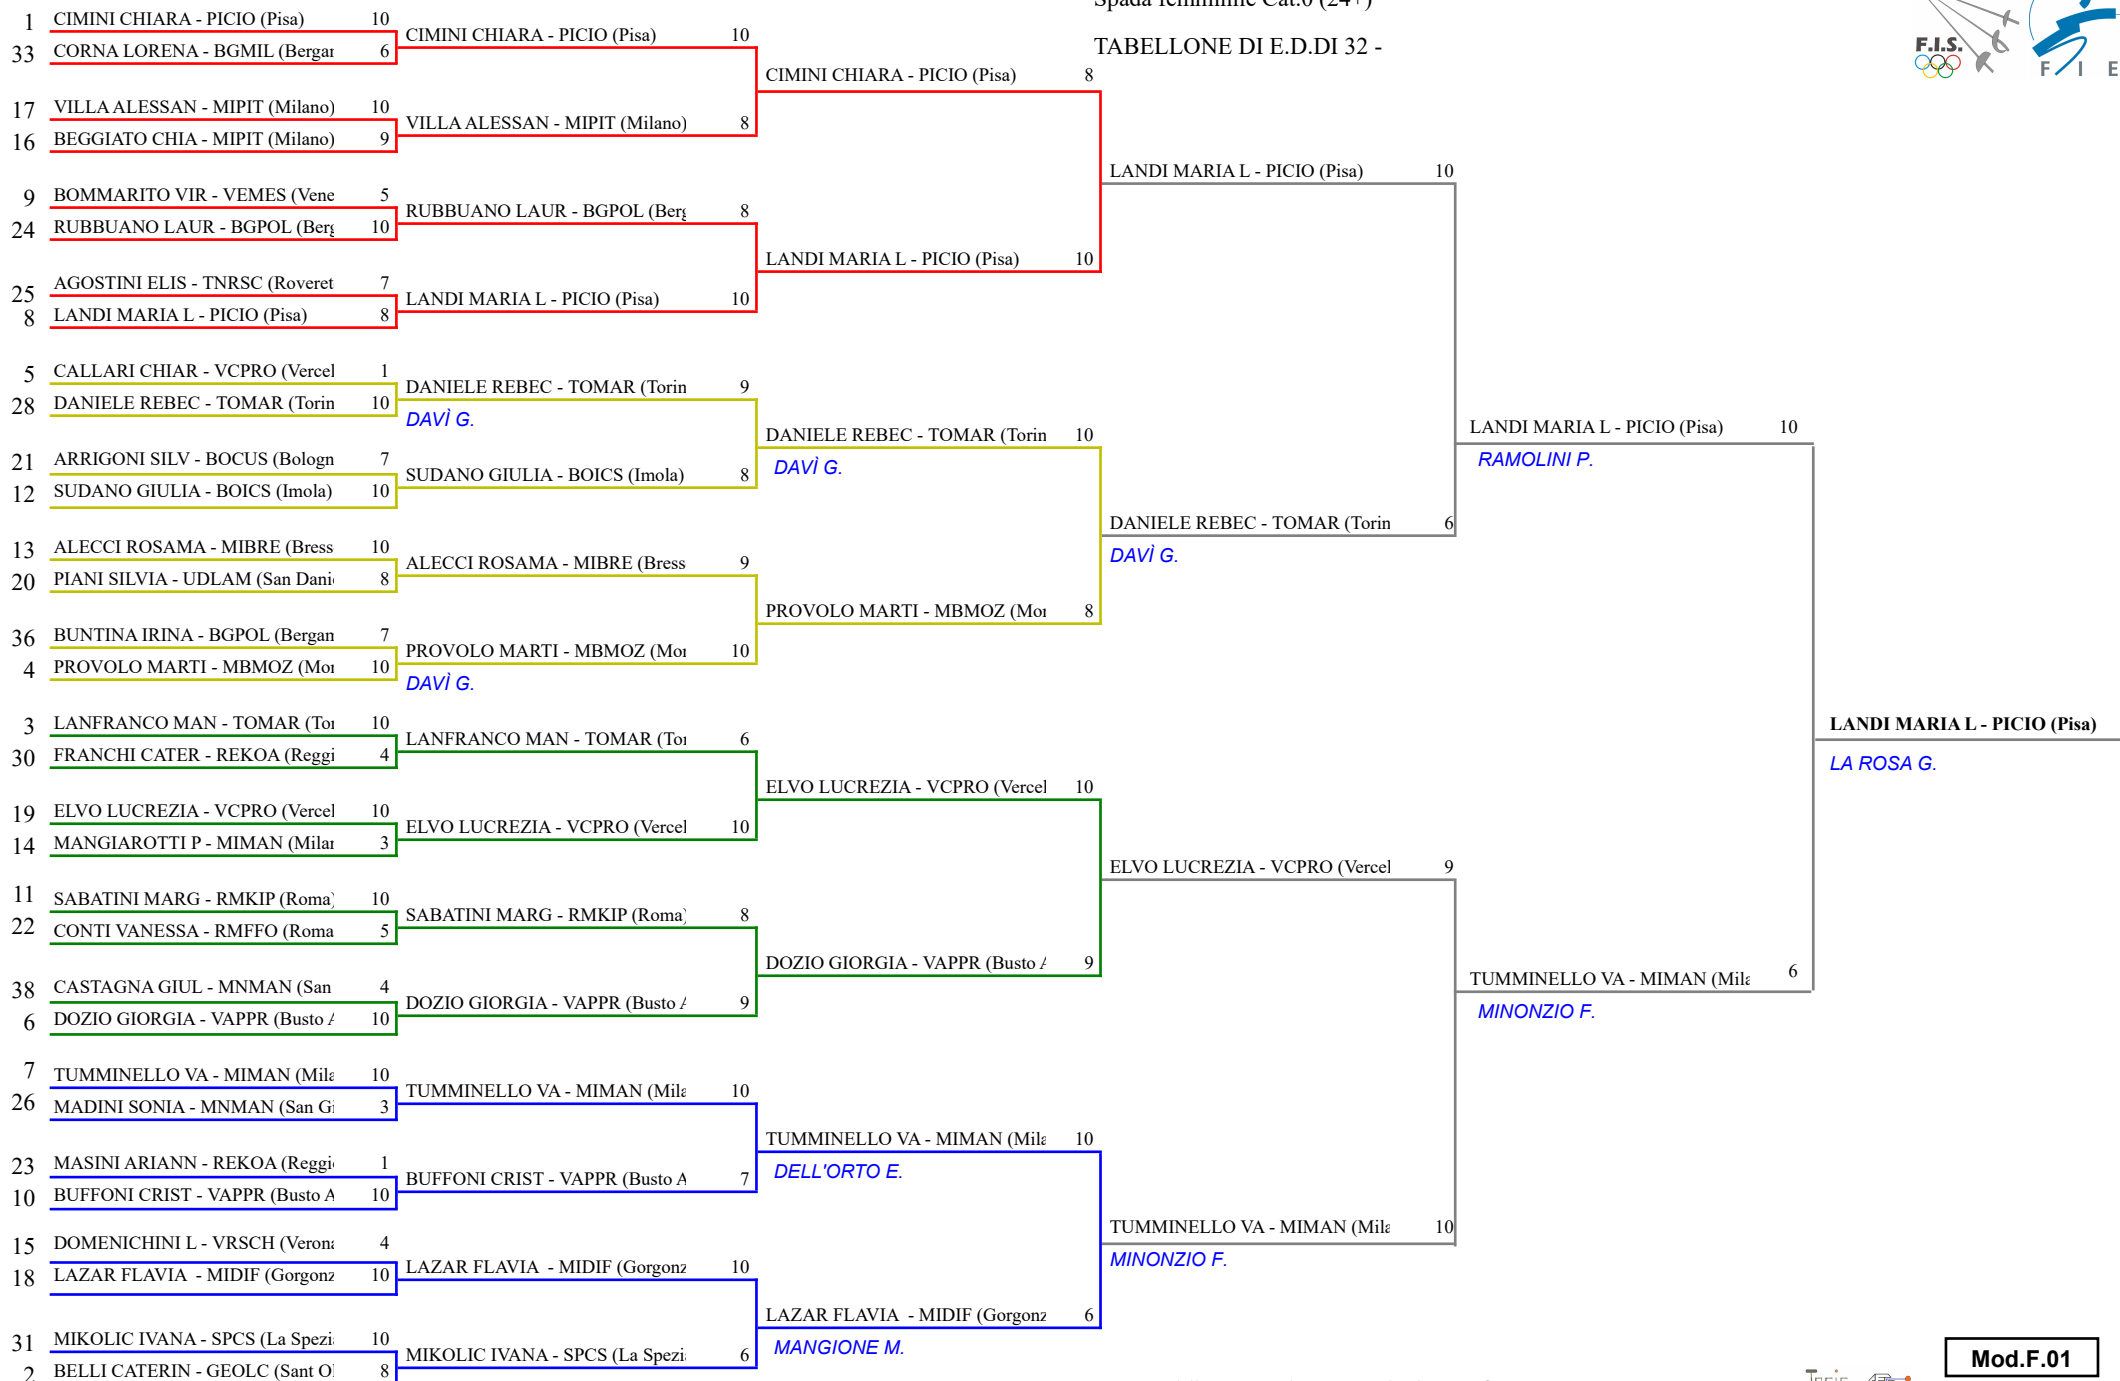 Spada femminile Cat.0 (24+)
TABELLONE DI E.D.DI 32 -
F.I.S.
F I E
1 CIMINI CHIARA - PICIO (Pisa) 10
33 CORNA LORENA - BGMIL (Bergar 6
17 VILLA ALESSAN - MIPIT (Milano) 10
16 BEGGIATO CHIA - MIPIT (Milano) 9
9 BOMMARITO VIR - VEMES (Vene 5
24 RUBBUANO LAUR - BGPOL (Berg 10
25 AGOSTINI ELIS - TNRSC (Roveret 7
8 LANDI MARIA L - PICIO (Pisa) 8
5 CALLARI CHIAR - VCPRO (Vercel 1
28 DANIELE REBEC - TOMAR (Torin 10
21 ARRIGONI SILV - BOCUS (Bologn 7
12 SUDANO GIULIA - BOICS (Imola) 10
13 ALECCI ROSAMA - MIBRE (Bress 10
20 PIANI SILVIA - UDLAM (San Dani 8
36 BUNTINA IRINA - BGPOL (Bergan 7
4 PROVOLO MARTI - MBMOZ (Mor 10
3 LANFRANCO MAN - TOMAR (Tor 10
30 FRANCHI CATER - REKOA (Reggi 4
19 ELVO LUCREZIA - VCPRO (Vercel 10
14 MANGIAROTTI P - MIMAN (Milar 3
11 SABATINI MARG - RMKIP (Roma) 10
22 CONTI VANESSA - RMFFO (Roma 5
38 CASTAGNA GIUL - MNMAN (San 4
6 DOZIO GIORGIA - VAPPR (Busto A 10
7 TUMMINELLO VA - MIMAN (Mila 10
26 MADINI SONIA - MNMAN (San Gi 3
23 MASINI ARIANN - REKOA (Reggi 1
10 BUFFONI CRIST - VAPPR (Busto A 10
15 DOMENICHINI L - VRSCH (Verona 4
18 LAZAR FLAVIA - MIDIF (Gorgonz 10
31 MIKOLIC IVANA - SPCS (La Spezi 10
2 BELLI CATERIN - GEOLC (Sant Ol 8
CIMINI CHIARA - PICIO (Pisa) 10
VILLA ALESSAN - MIPIT (Milano) 8
RUBBUANO LAUR - BGPOL (Berg 8
LANDI MARIA L - PICIO (Pisa) 10
DANIELE REBEC - TOMAR (Torin 9
DAVÌ G.
SUDANO GIULIA - BOICS (Imola) 8
ALECCI ROSAMA - MIBRE (Bress 9
PROVOLO MARTI - MBMOZ (Mor 10
DAVÌ G.
LANFRANCO MAN - TOMAR (Tor 6
ELVO LUCREZIA - VCPRO (Vercel 10
SABATINI MARG - RMKIP (Roma) 8
DOZIO GIORGIA - VAPPR (Busto A 9
TUMMINELLO VA - MIMAN (Mila 10
BUFFONI CRIST - VAPPR (Busto A 7
LAZAR FLAVIA - MIDIF (Gorgonz 10
MIKOLIC IVANA - SPCS (La Spezi 6
CIMINI CHIARA - PICIO (Pisa) 8
LANDI MARIA L - PICIO (Pisa) 10
DANIELE REBEC - TOMAR (Torin 10
DAVÌ G.
PROVOLO MARTI - MBMOZ (Mor 8
ELVO LUCREZIA - VCPRO (Vercel 10
DOZIO GIORGIA - VAPPR (Busto A 9
TUMMINELLO VA - MIMAN (Mila 10
DELL'ORTO E.
LAZAR FLAVIA - MIDIF (Gorgonz 6
MANGIONE M.
LANDI MARIA L - PICIO (Pisa) 10
DANIELE REBEC - TOMAR (Torin 6
DAVÌ G.
ELVO LUCREZIA - VCPRO (Vercel 9
TUMMINELLO VA - MIMAN (Mila 10
MINONZIO F.
LANDI MARIA L - PICIO (Pisa) 10
RAMOLINI P.
TUMMINELLO VA - MIMAN (Mila 6
MINONZIO F.
LANDI MARIA L - PICIO (Pisa)
LA ROSA G.
Mod.F.01